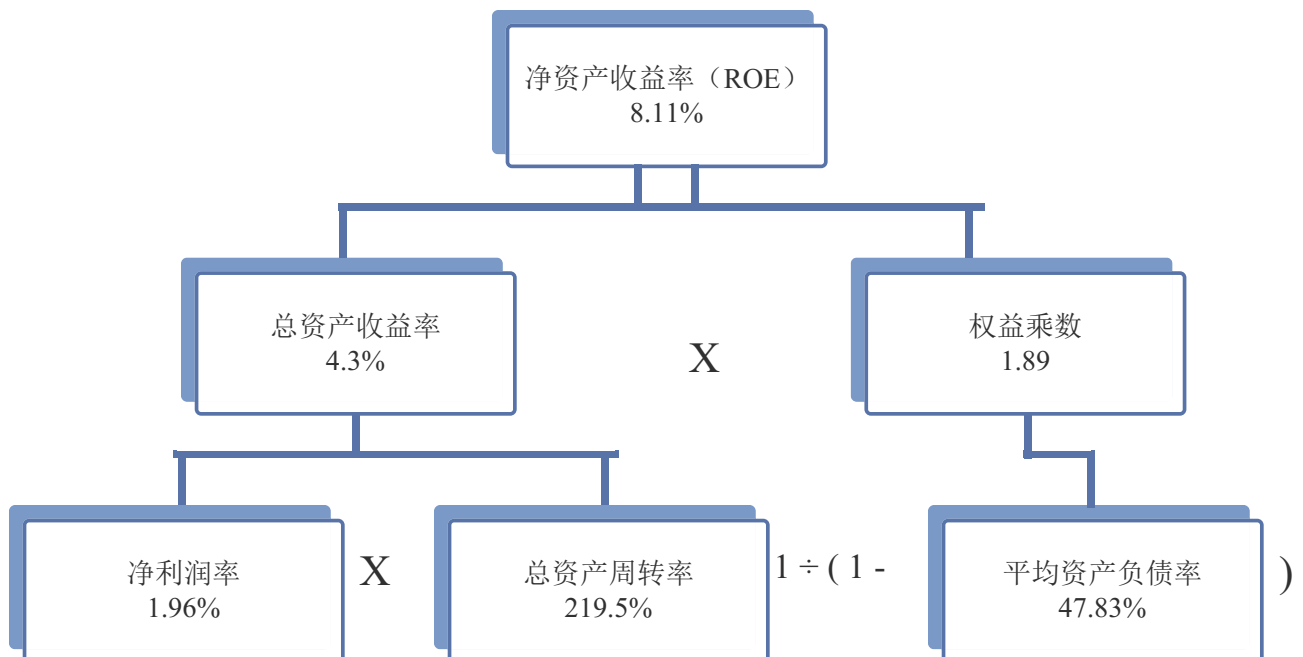 净资产收益率（ROE）
8.11%
总资产收益率
4.3%
X
权益乘数
1.89
净利润率
1.96%
X
总资产周转率
219.5%
1 ÷ ( 1 -
平均资产负债率
47.83%
)